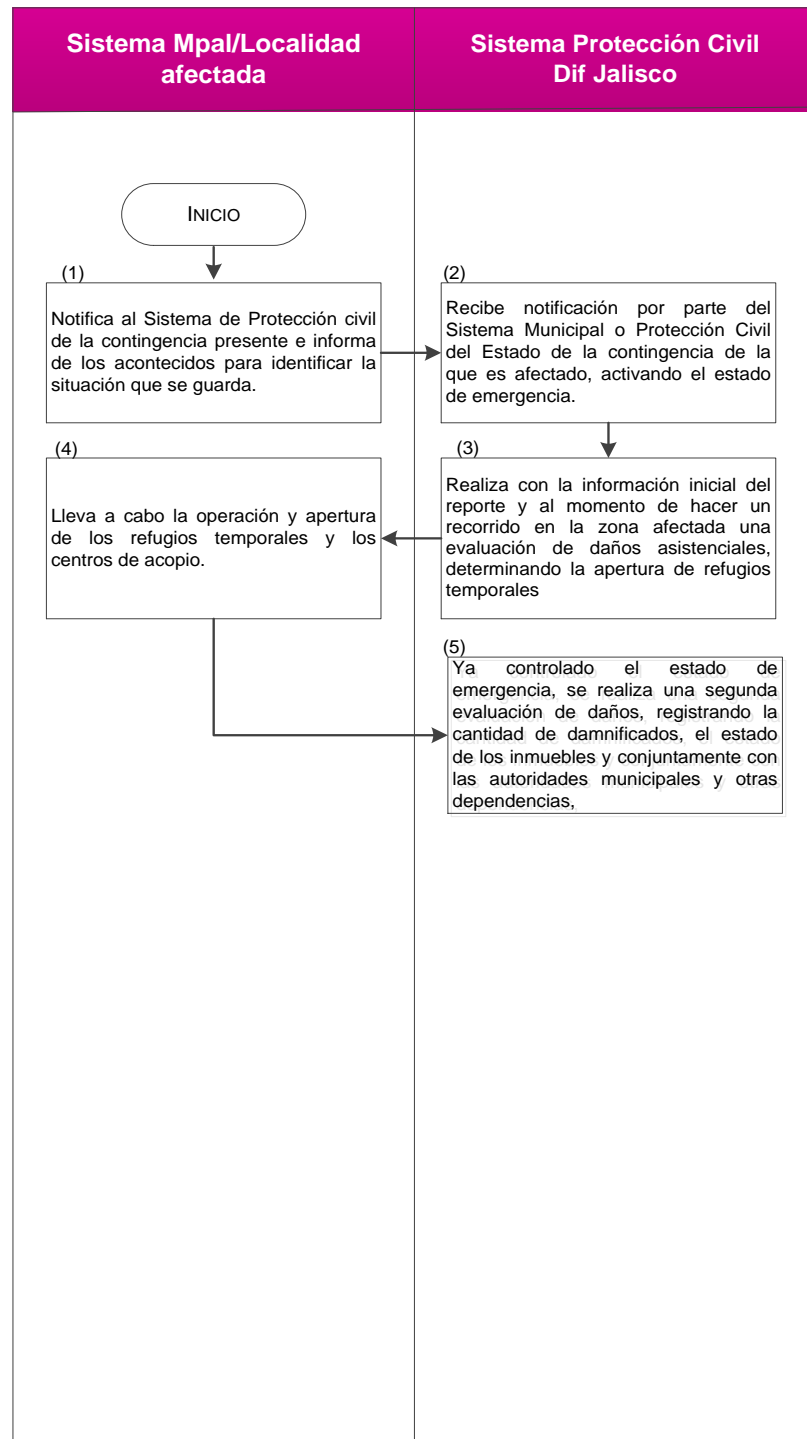 Sistema Mpal/Localidad
afectada
Sistema Protección Civil
Dif Jalisco
INICIO
(1)
Notifica al Sistema de Protección civil
de la contingencia presente e informa
de los acontecidos para identificar la
situación que se guarda.
(2)
Recibe notificación por parte del
Sistema Municipal o Protección Civil
del Estado de la contingencia de la
que es afectado, activando el estado
de emergencia.
(3)
Realiza con la información inicial del
reporte y al momento de hacer un
recorrido en la zona afectada una
evaluación de daños asistenciales,
determinando la apertura de refugios
temporales
(4)
Lleva a cabo la operación y apertura
de los refugios temporales y los
centros de acopio.
(5)
Ya controlado el estado de
emergencia, se realiza una segunda
evaluación de daños, registrando la
cantidad de damnificados, el estado
de los inmuebles y conjuntamente con
las autoridades municipales y otras
dependencias,